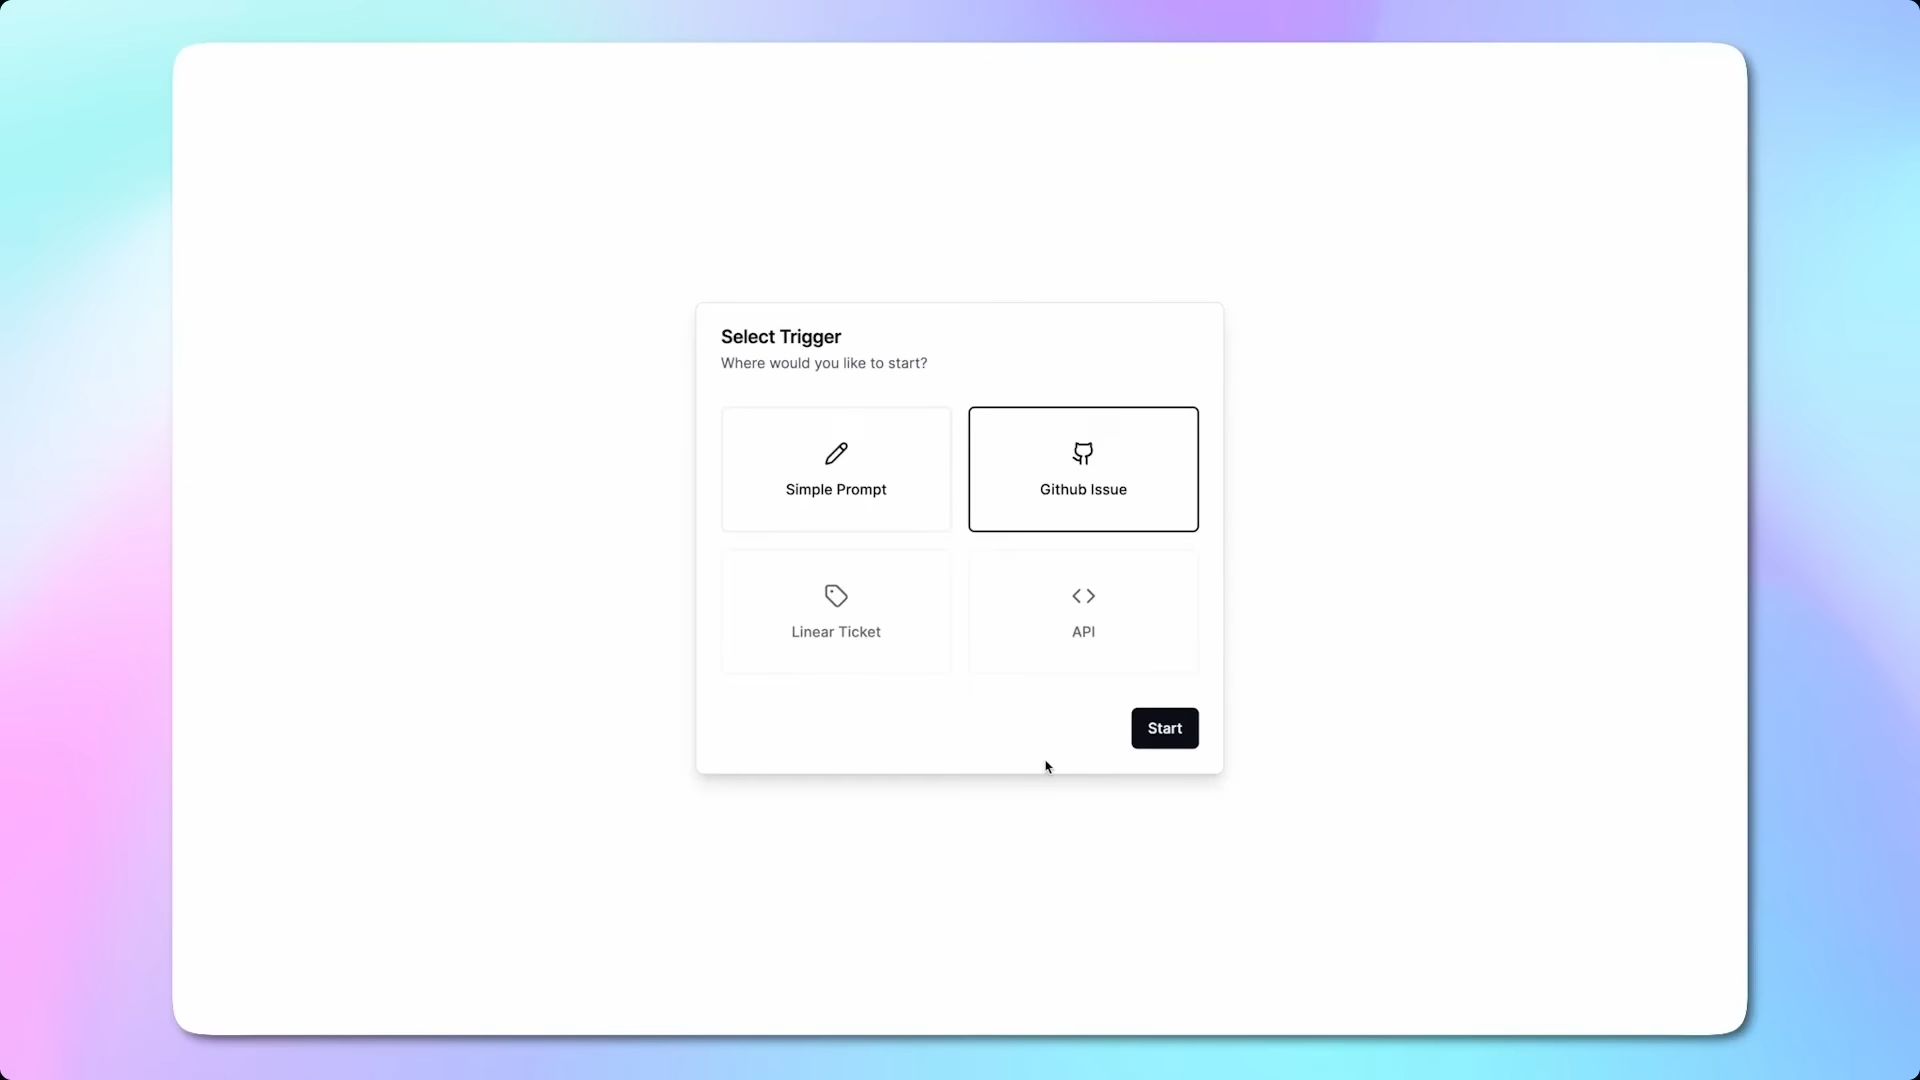 Select Trigger
Where would you like to start?
Simple Prompt
Github Issue
Linear Ticket
API
Start